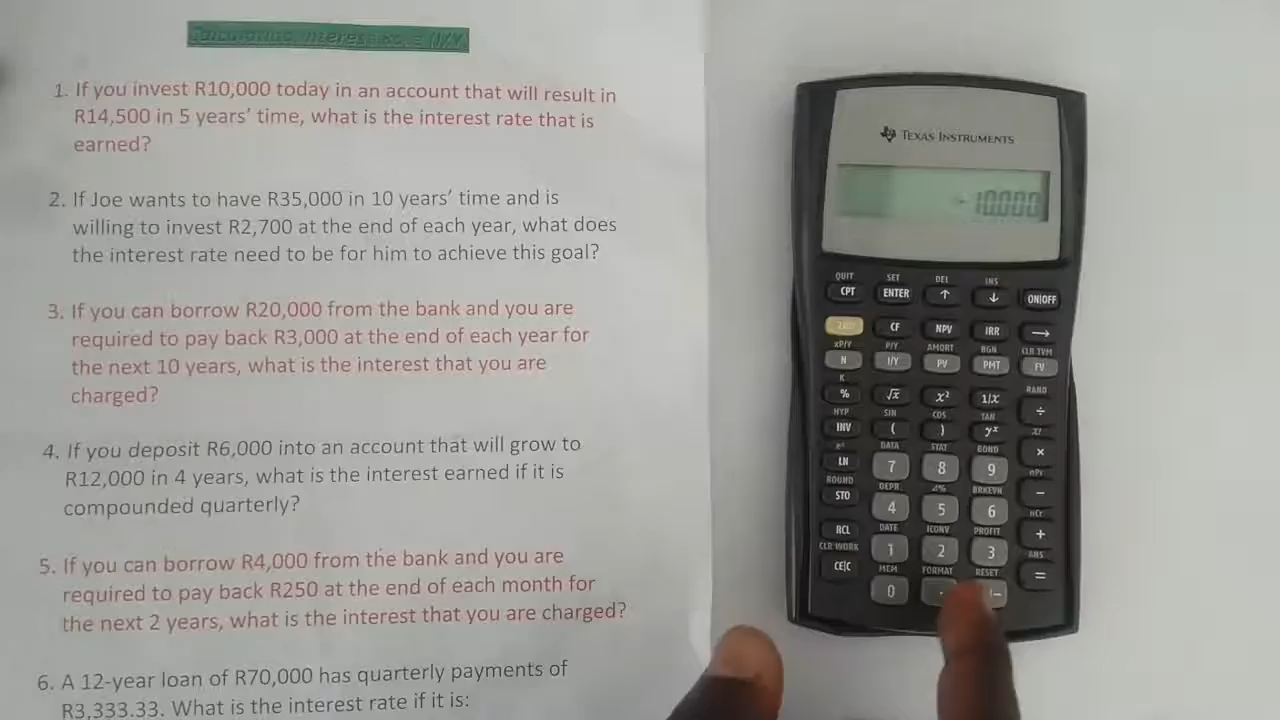 Calculating Interest Rate (I/Y)
1. If you invest R10,000 today in an account that will result in
R14,500 in 5 years' time, what is the interest rate that is
earned?
2. If Joe wants to have R35,000 in 10 years' time and is
willing to invest R2,700 at the end of each year, what does
the interest rate need to be for him to achieve this goal?
3. If you can borrow R20,000 from the bank and you are
required to pay back R3,000 at the end of each year for
the next 10 years, what is the interest that you are
charged?
4. If you deposit R6,000 into an account that will grow to
R12,000 in 4 years, what is the interest earned if it is
compounded quarterly?
5. If you can borrow R4,000 from the bank and you are
required to pay back R250 at the end of each month for
the next 2 years, what is the interest that you are charged?
6. A 12-year loan of R70,000 has quarterly payments of
R3,333.33. What is the interest rate if it is:
TEXAS INSTRUMENTS
-10,000
QUIT SET DEL INS
CPT ENTER ↑ ↓ ON|OFF
2ND CF NPV IRR →
xP/Y P/Y AMORT BGN CLR TVM
N I/Y PV PMT FV
K RAND
% √x x² 1/X ÷
HYP SIN COS TAN x!
INV ( ) yˣ ×
eˣ DATA STAT BOND nPr
LN 7 8 9 −
ROUND DEPR Δ% BRKEVN nCr
STO 4 5 6 +
DATE ICONV PROFIT ANS
RCL 1 2 3 =
CLR WORK MEM FORMAT RESET
CE|C 0 .